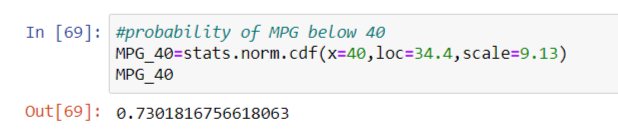 In [69]: #probability of MPG below 40
MPG_40=stats.norm.cdf(x=40,loc=34.4,scale=9.13)
MPG_40
Out[69]: 0.7301816756618063